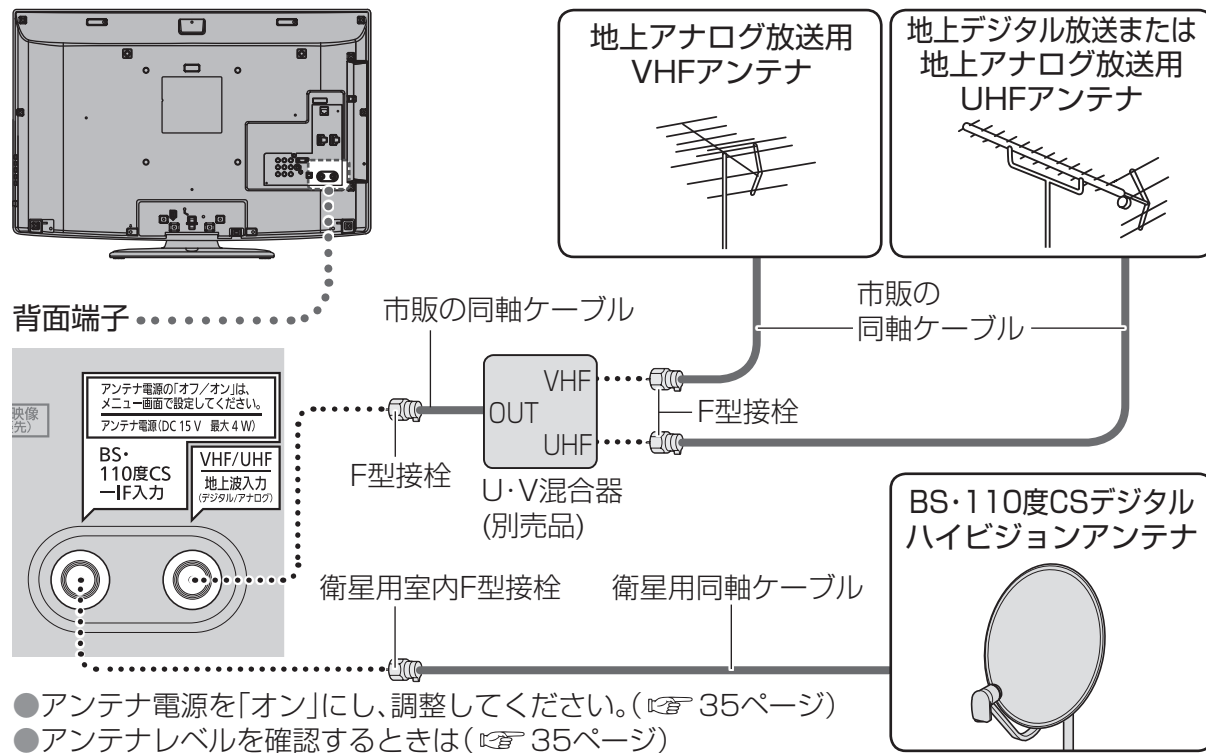 地上アナログ放送用
VHFアンテナ
地上デジタル放送または
地上アナログ放送用
UHFアンテナ
背面端子
市販の同軸ケーブル
市販の
同軸ケーブル
アンテナ電源の｢オフ／オン｣は、
メニュー画面で設定してください。
アンテナ電源(DC 15 V 最大 4 W)
映像
先)
BS･
110度CS
ーIF入力
VHF/UHF
地上波入力
(デジタル/アナログ)
VHF
OUT
UHF
F型接栓
F型接栓
U･V混合器
(別売品)
BS･110度CSデジタル
ハイビジョンアンテナ
衛星用室内F型接栓
衛星用同軸ケーブル
●アンテナ電源を｢オン｣にし､調整してください。(☞ 35ページ)
●アンテナレベルを確認するときは(☞ 35ページ)